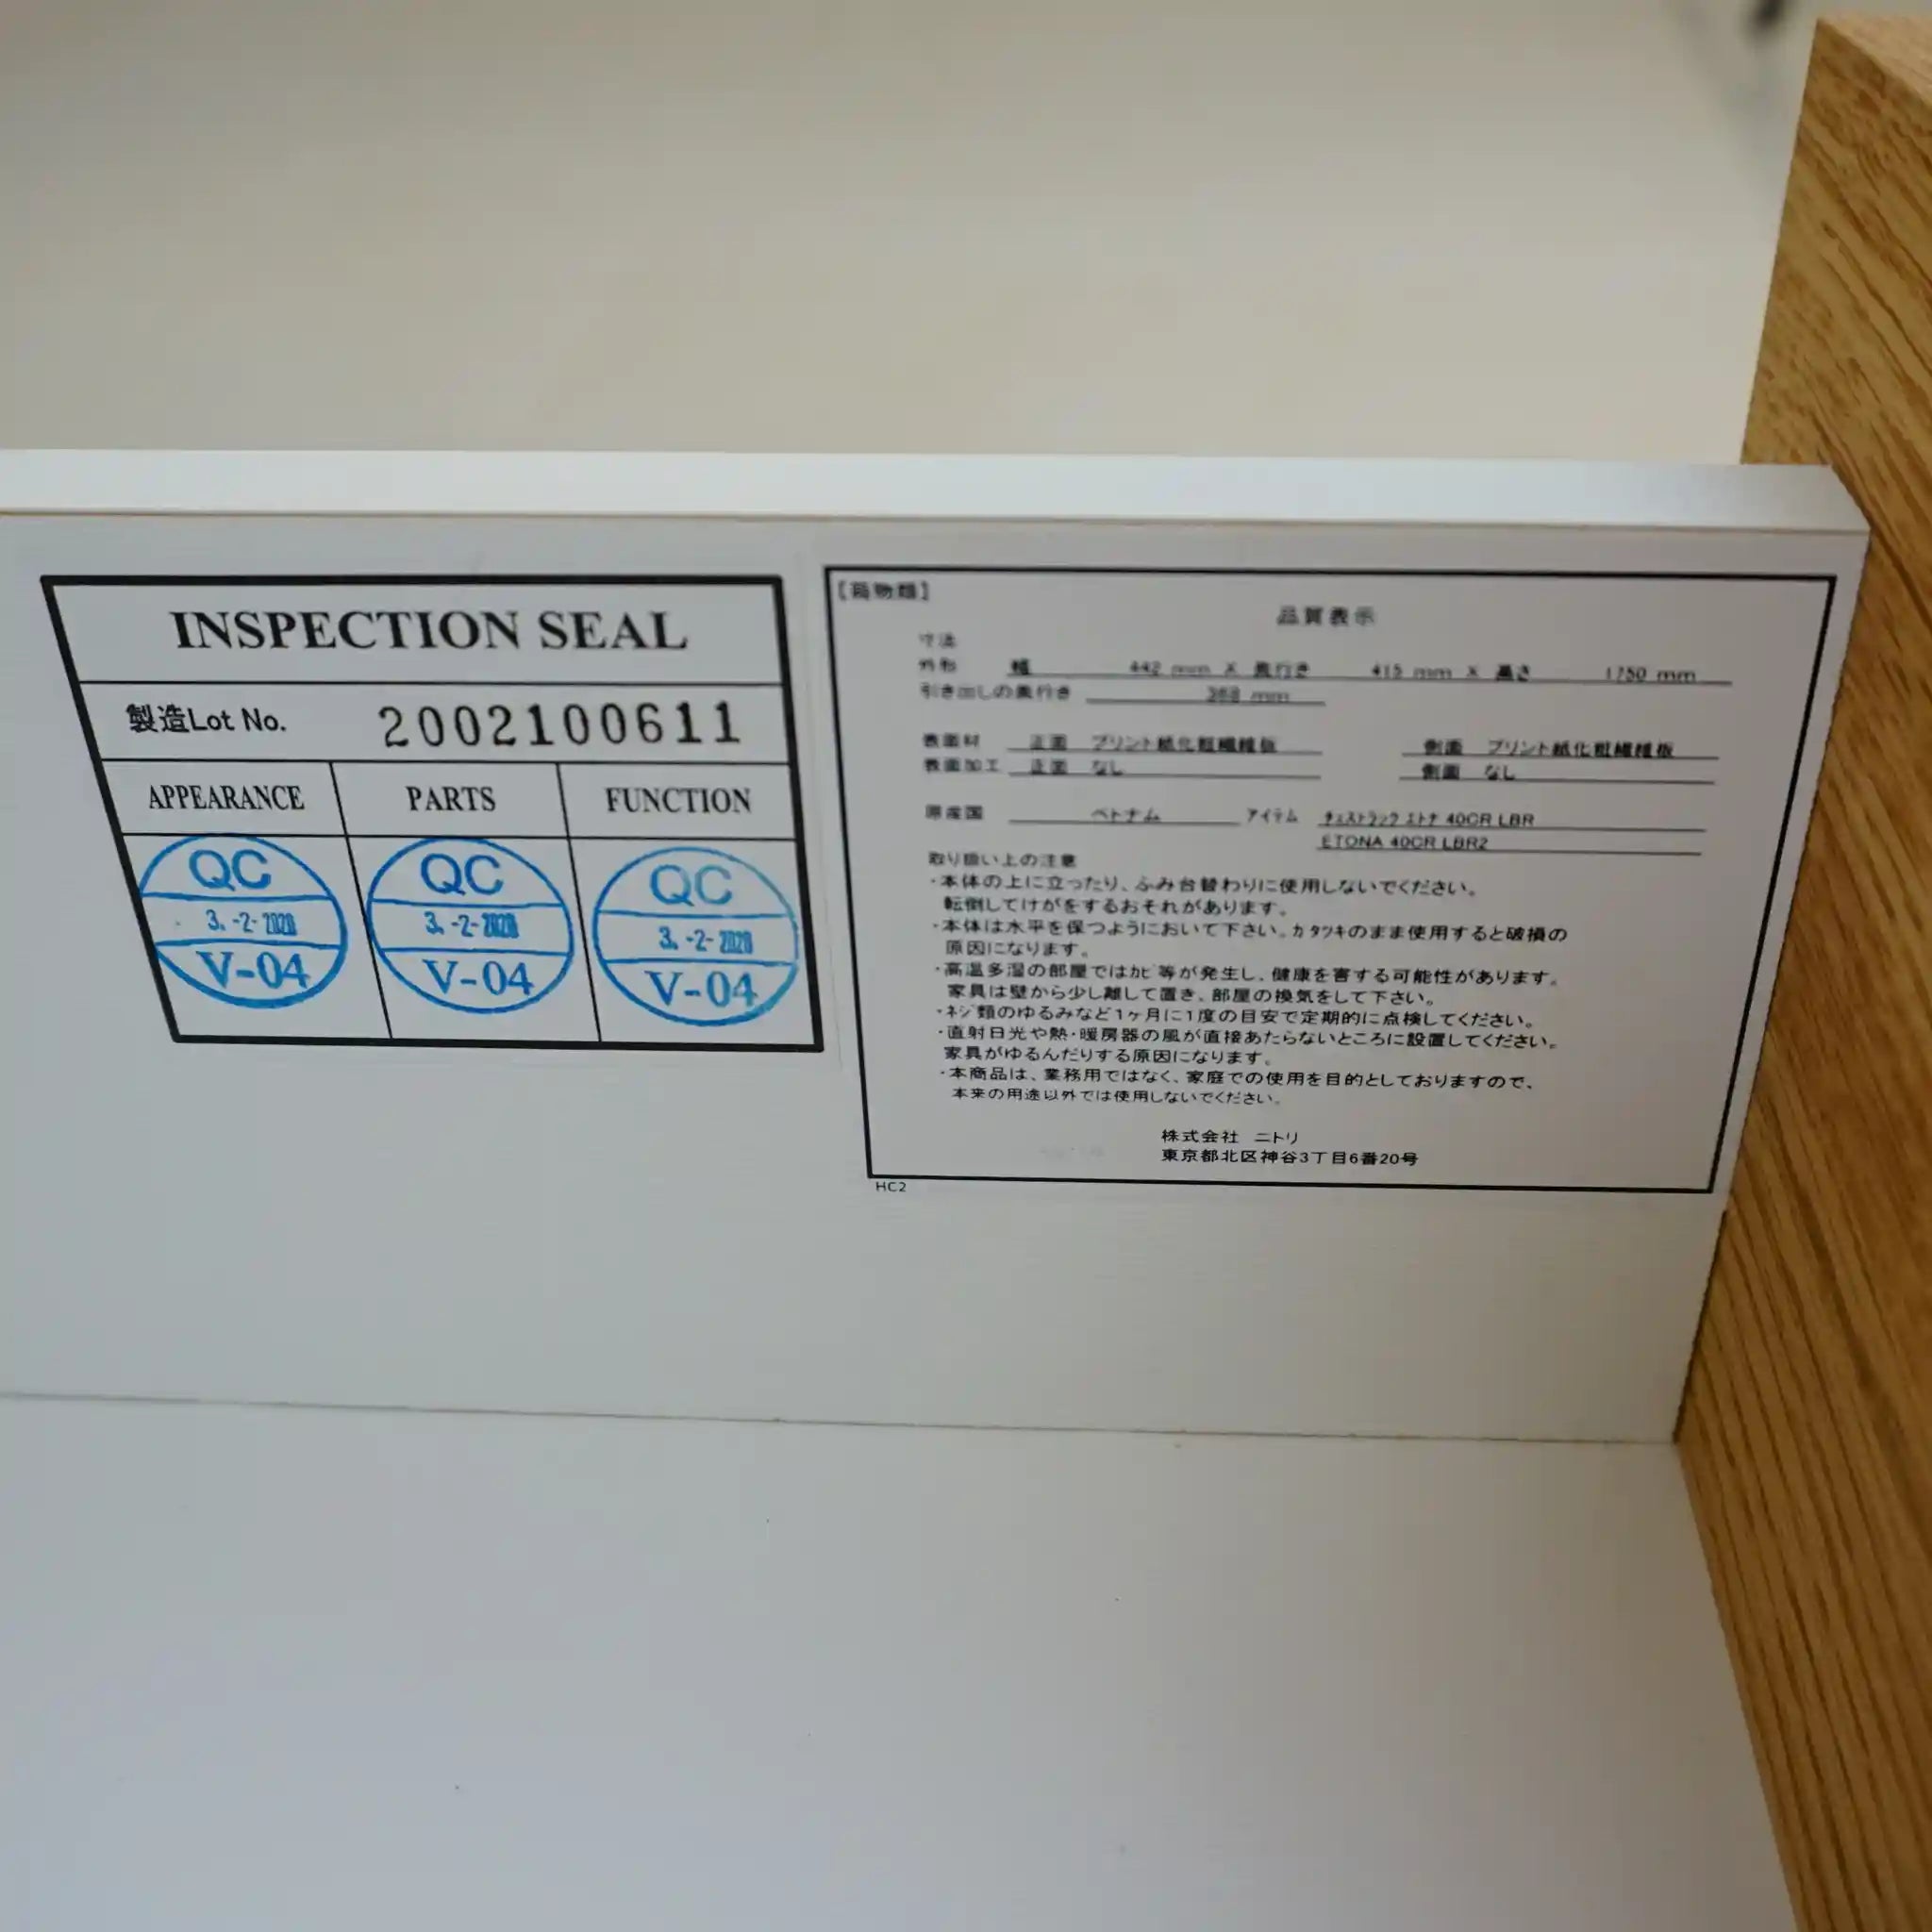 INSPECTION SEAL
製造Lot No. 2002100611
APPEARANCE PARTS FUNCTION
QC QC QC
3.-2-2020 3.-2-2020 3.-2-2020
V-04 V-04 V-04
【箱物類】
品質表示
寸法
外形 幅 442 mm X 奥行き 415 mm X 高さ 1750 mm
引き出しの奥行き 368 mm
表面材 正面 プリント紙化粧繊維板 側面 プリント紙化粧繊維板
表面加工 正面 なし 側面 なし
原産国 ベトナム アイテム チェストラック エトナ 40CR LBR
ETONA 40CR LBR2
取り扱い上の注意
・本体の上に立ったり、ふみ台替わりに使用しないでください。
転倒してけがをするおそれがあります。
・本体は水平を保つようにおいて下さい。ガタツキのまま使用すると破損の
原因になります。
・高温多湿の部屋ではカビ等が発生し、健康を害する可能性があります。
家具は壁から少し離して置き、部屋の換気をして下さい。
・ネジ類のゆるみなど1ヶ月に1度の目安で定期的に点検してください。
・直射日光や熱・暖房器の風が直接あたらないところに設置してください。
家具がゆるんだりする原因になります。
・本商品は、業務用ではなく、家庭での使用を目的としておりますので、
本来の用途以外では使用しないでください。
株式会社 ニトリ
東京都北区神谷3丁目6番20号
HC2